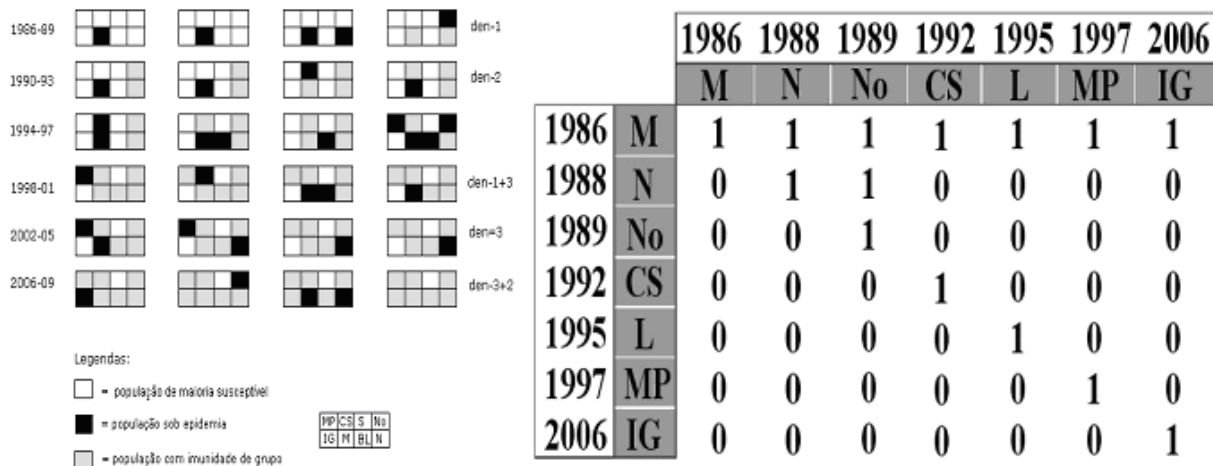 1986-89 den-1
1990-93 den-2
1994-97
1998-01 den-1+3
2002-05 den=3
2006-09 den-3+2
Legendas:
= população de maioria susceptível
= população sob epidemia
= população com imunidade de grupo
MP CS S No
IG M BL N
1986 1988 1989 1992 1995 1997 2006
M N No CS L MP IG
1986 M 1 1 1 1 1 1 1
1988 N 0 1 1 0 0 0 0
1989 No 0 0 1 0 0 0 0
1992 CS 0 0 0 1 0 0 0
1995 L 0 0 0 0 1 0 0
1997 MP 0 0 0 0 0 1 0
2006 IG 0 0 0 0 0 0 1